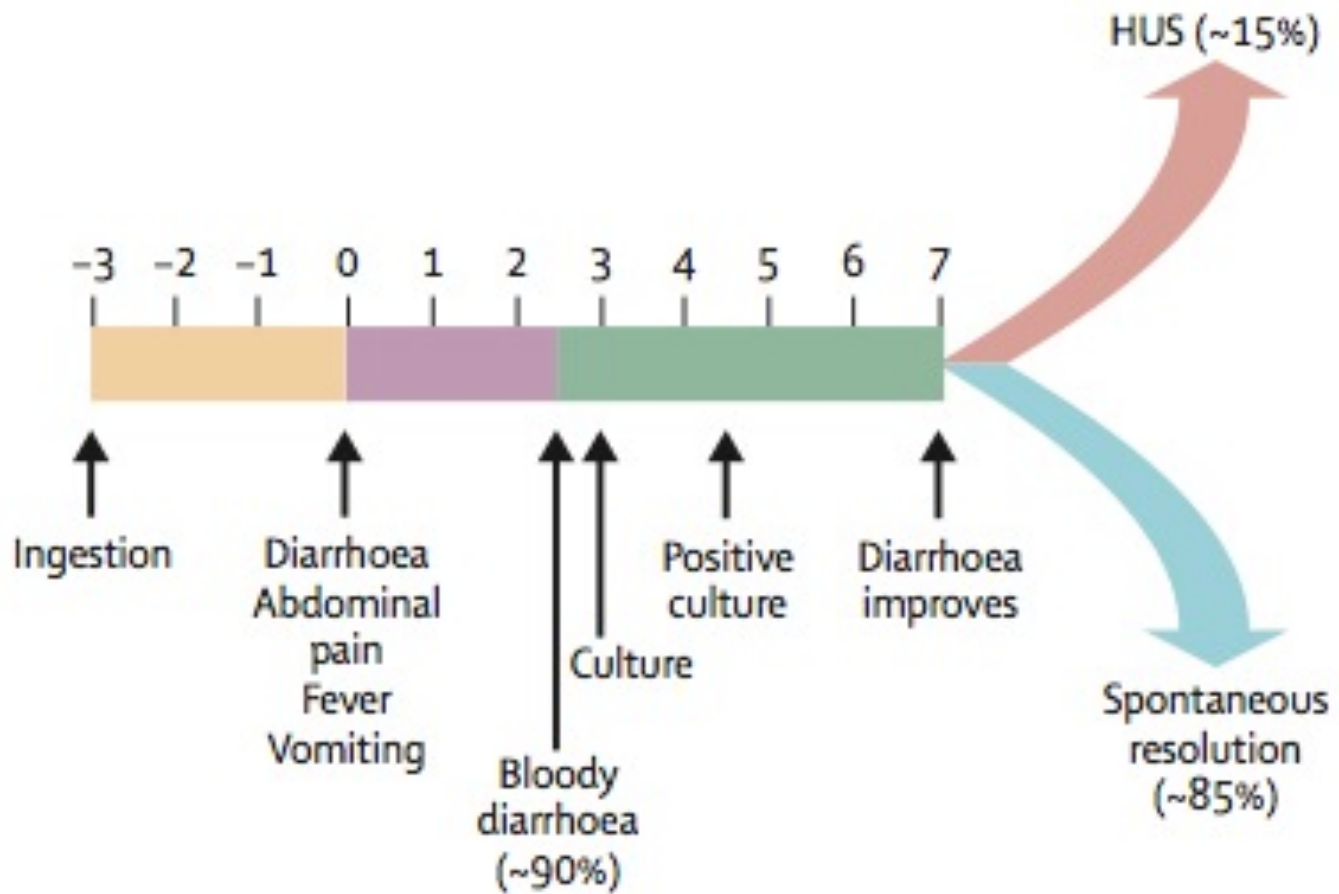 HUS (~15%)
−3 −2 −1 0 1 2 3 4 5 6 7
Ingestion
Diarrhoea
Abdominal
pain
Fever
Vomiting
Bloody
diarrhoea
(~90%)
Culture
Positive
culture
Diarrhoea
improves
Spontaneous
resolution
(~85%)